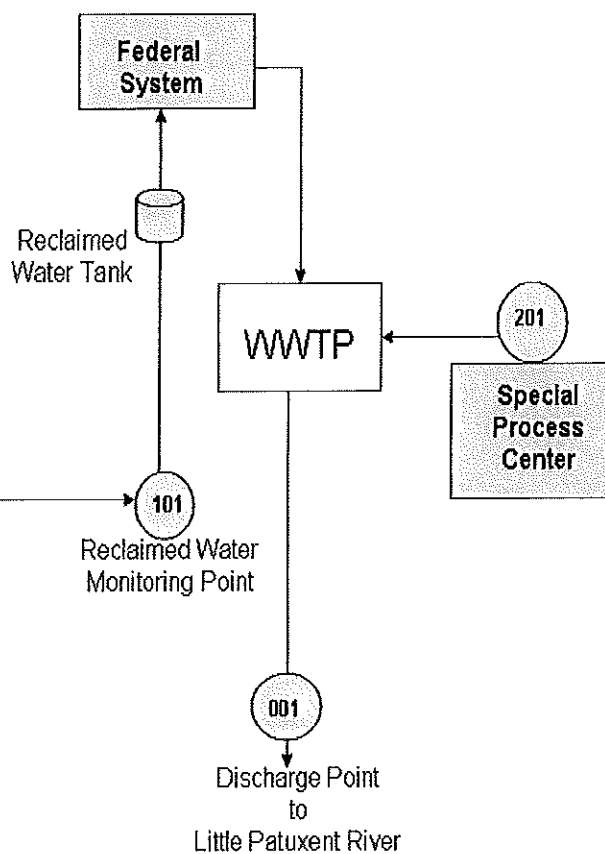 Federal
System
Reclaimed
Water Tank
WWTP
201
Special
Process
Center
101
Reclaimed Water
Monitoring Point
001
Discharge Point
to
Little Patuxent River